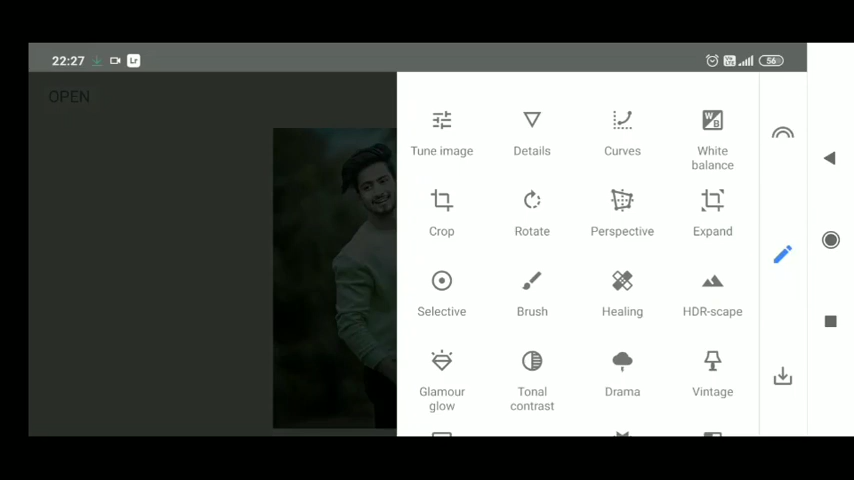 22:27
Lr
56
OPEN
Tune image
Details
Curves
White
balance
Crop
Rotate
Perspective
Expand
Selective
Brush
Healing
HDR-scape
Glamour
glow
Tonal
contrast
Drama
Vintage